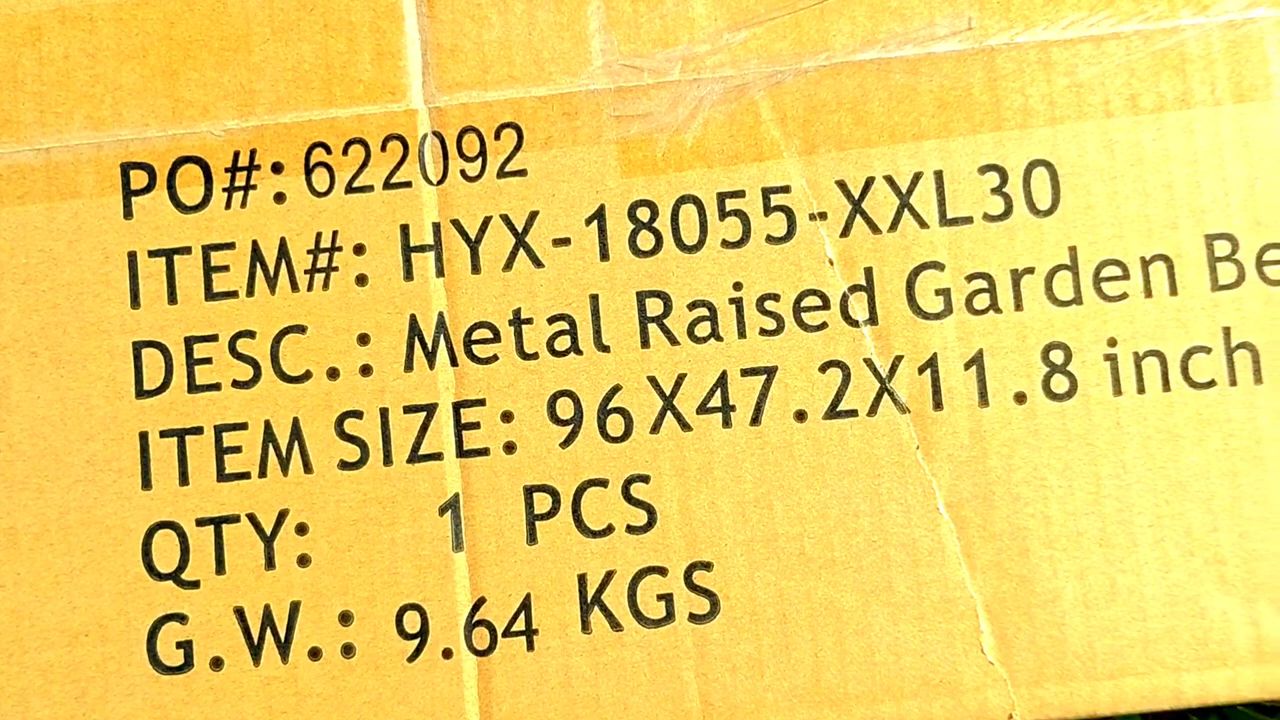 PO#: 622092
ITEM#: HYX-18055-XXL30
DESC.: Metal Raised Garden Be
ITEM SIZE: 96X47.2X11.8 inch
QTY: 1 PCS
G.W.: 9.64 KGS